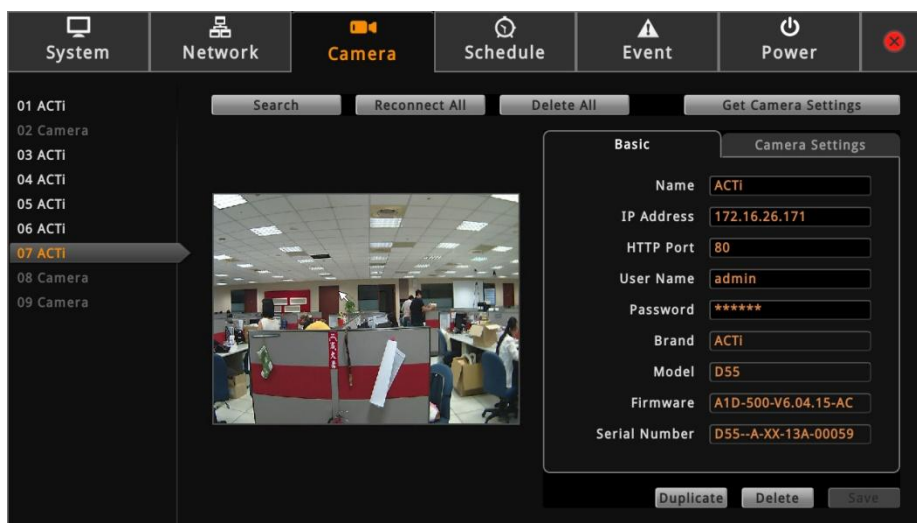 System Network Camera Schedule Event Power
Search Reconnect All Delete All Get Camera Settings
01 ACTi
02 Camera
03 ACTi
04 ACTi
05 ACTi
06 ACTi
07 ACTi
08 Camera
09 Camera
Basic Camera Settings
Name ACTi
IP Address 172.16.26.171
HTTP Port 80
User Name admin
Password ******
Brand ACTi
Model D55
Firmware A1D-500-V6.04.15-AC
Serial Number D55--A-XX-13A-00059
Duplicate Delete Save